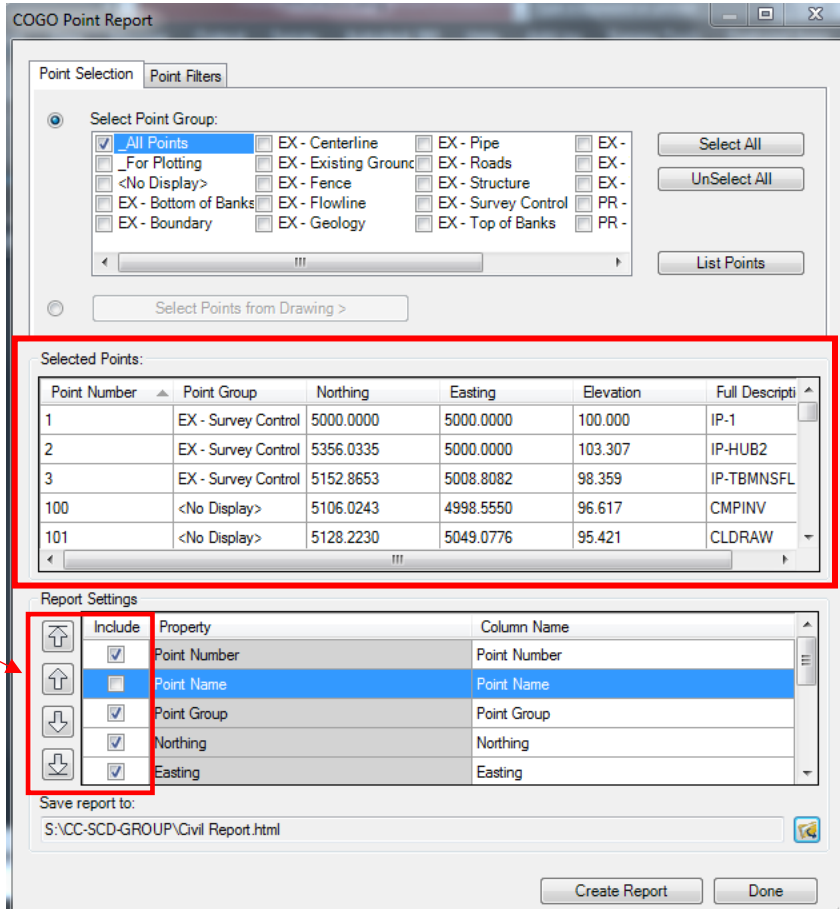 COGO Point Report
Point Selection Point Filters
Select Point Group:
_All Points EX - Centerline EX - Pipe EX -
_For Plotting EX - Existing Ground EX - Roads EX -
<No Display> EX - Fence EX - Structure EX -
EX - Bottom of Banks EX - Flowline EX - Survey Control PR -
EX - Boundary EX - Geology EX - Top of Banks PR -
Select All
UnSelect All
List Points
Select Points from Drawing >
Selected Points:
Point Number Point Group Northing Easting Elevation Full Descripti
1 EX - Survey Control 5000.0000 5000.0000 100.000 IP-1
2 EX - Survey Control 5356.0335 5000.0000 103.307 IP-HUB2
3 EX - Survey Control 5152.8653 5008.8082 98.359 IP-TBMNSFL
100 <No Display> 5106.0243 4998.5550 96.617 CMPINV
101 <No Display> 5128.2230 5049.0776 95.421 CLDRAW
Report Settings
Include Property Column Name
Point Number Point Number
Point Name Point Name
Point Group Point Group
Northing Northing
Easting Easting
Save report to:
S:\CC-SCD-GROUP\Civil Report.html
Create Report Done